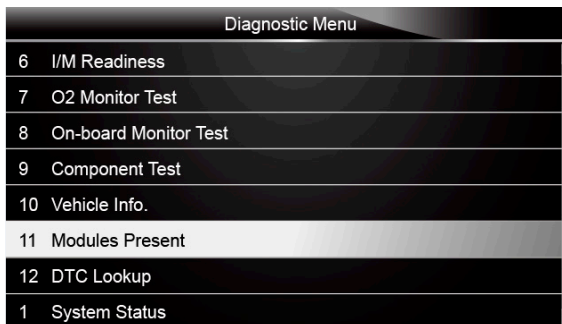 Diagnostic Menu
6 I/M Readiness
7 O2 Monitor Test
8 On-board Monitor Test
9 Component Test
10 Vehicle Info.
11 Modules Present
12 DTC Lookup
1 System Status